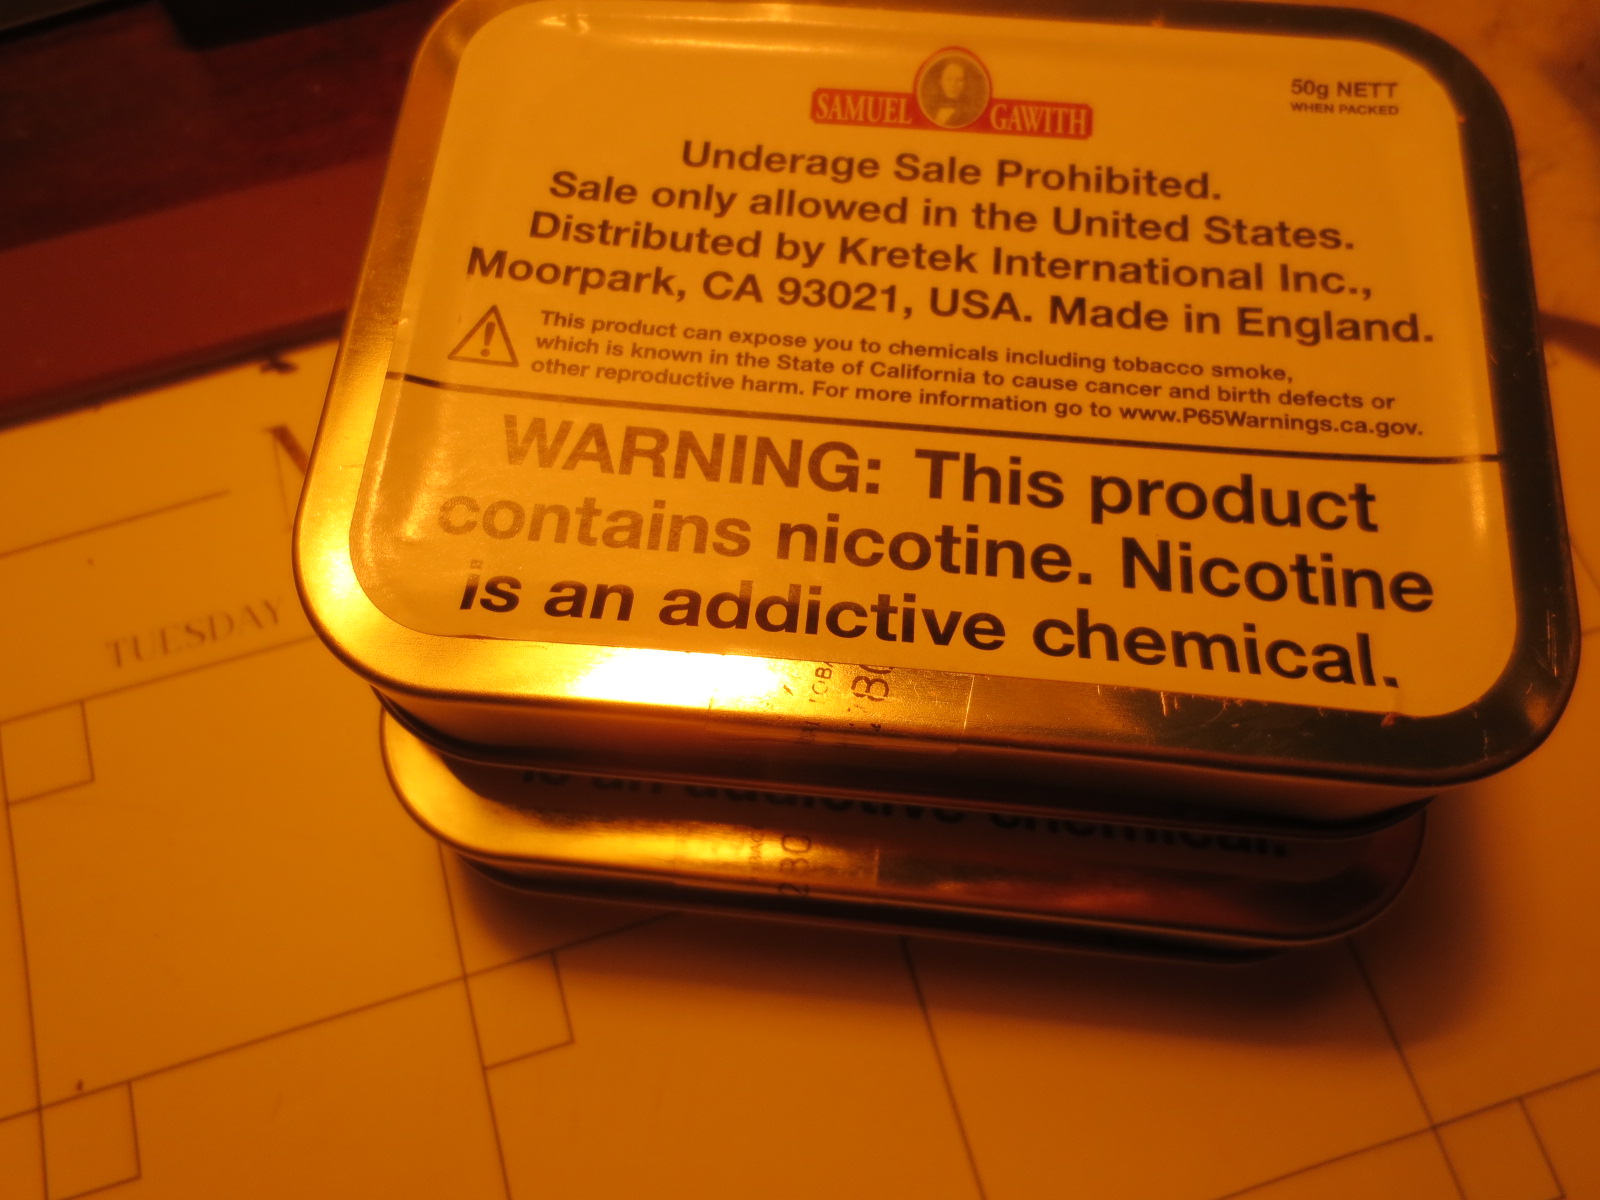 SAMUEL GAWITH
50g NETT
WHEN PACKED
Underage Sale Prohibited.
Sale only allowed in the United States.
Distributed by Kretek International Inc.,
Moorpark, CA 93021, USA. Made in England.
This product can expose you to chemicals including tobacco smoke,
which is known in the State of California to cause cancer and birth defects or
other reproductive harm. For more information go to www.P65Warnings.ca.gov.
WARNING: This product
contains nicotine. Nicotine
is an addictive chemical.
is an addictive chemical.
TUESDAY